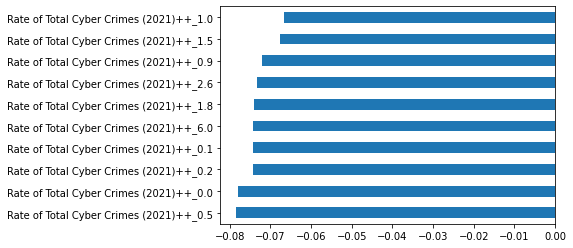 Rate of Total Cyber Crimes (2021)++_1.0
Rate of Total Cyber Crimes (2021)++_1.5
Rate of Total Cyber Crimes (2021)++_0.9
Rate of Total Cyber Crimes (2021)++_2.6
Rate of Total Cyber Crimes (2021)++_1.8
Rate of Total Cyber Crimes (2021)++_6.0
Rate of Total Cyber Crimes (2021)++_0.1
Rate of Total Cyber Crimes (2021)++_0.2
Rate of Total Cyber Crimes (2021)++_0.0
Rate of Total Cyber Crimes (2021)++_0.5
−0.08 −0.07 −0.06 −0.05 −0.04 −0.03 −0.02 −0.01 0.00